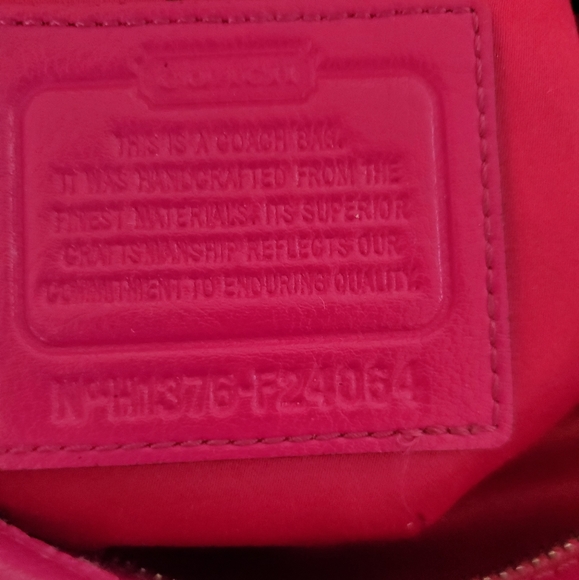 THIS IS A COACH BAG.
IT WAS HANDCRAFTED FROM THE
FINEST MATERIALS. ITS SUPERIOR
CRAFTSMANSHIP REFLECTS OUR
COMMITMENT TO ENDURING QUALITY.
Nº H1376-F24064